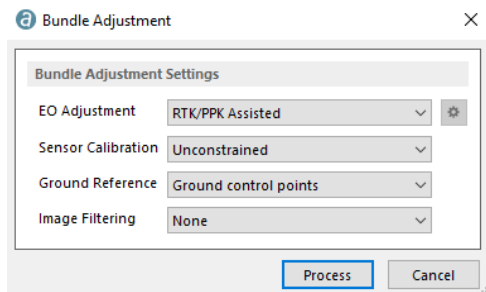 Bundle Adjustment
Bundle Adjustment Settings
EO Adjustment RTK/PPK Assisted
Sensor Calibration Unconstrained
Ground Reference Ground control points
Image Filtering None
Process Cancel